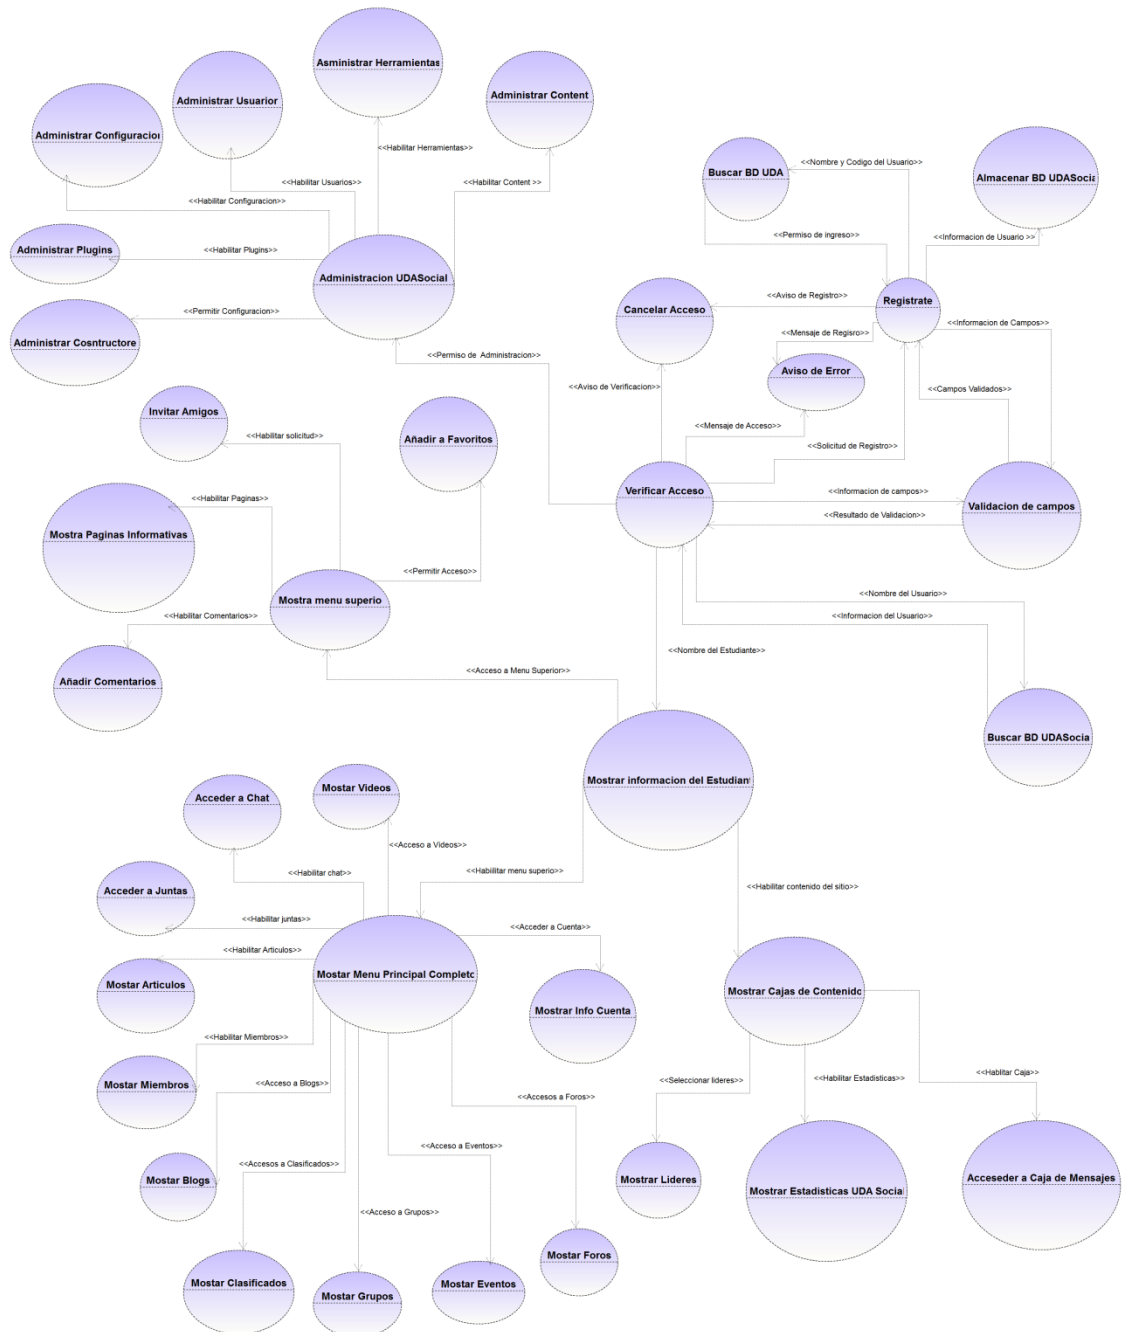 Asministrar Herramientas
Administrar Usuarior
Administrar Content
Administrar Configuracior
<<Habilitar Herramientas>>
<<Nombre y Codigo del Usuario>>
Buscar BD UDA
Almacenar BD UDASocia
<<Habilitar Usuarios>>
<<Habilitar Content >>
<<Habilitar Configuracion>>
<<Permiso de ingreso>>
<<Informacion de Usuario >>
Administrar Plugins
<<Habilitar Plugins>>
Administracion UDASocial
<<Aviso de Registro>>
Registrate
Cancelar Acceso
<<Permitir Configuracion>>
<<Informacion de Campos>>
<<Mensaje de Regisro>>
Administrar Cosntructore
<<Permiso de  Administracion>>
Aviso de Error
<<Aviso de Verificacion>>
<<Campos Validados>>
Invitar Amigos
<<Mensaje de Acceso>>
<<Habilitar solicitud>>
Añadir a Favoritos
<<Solicitud de Registro>>
Verificar Acceso
<<Habilitar Paginas>>
<<Informacion de campos>>
Validacion de campos
<<Resultado de Validacion>>
Mostra Paginas Informativas
<<Permitir Acceso>>
Mostra menu superio
<<Nombre del Usuario>>
<<Habilitar Comentarios>>
<<Informacion del Usuario>>
<<Nombre del Estudiante>>
<<Acceso a Menu Superior>>
Añadir Comentarios
Buscar BD UDASocia
Mostrar informacion del Estudian
Mostar Videos
Acceder a Chat
<<Acceso a Videos>>
<<Habilitar chat>>
<<Habililitar menu superio>>
Acceder a Juntas
<<Habilitar contenido del sitio>>
<<Habilitar juntas>>
<<Acceder a Cuenta>>
<<Habilitar Articulos>>
Mostar Menu Principal Completo
Mostar Articulos
Mostrar Cajas de Contenido
Mostrar Info Cuenta
<<Habilitar Miembros>>
Mostar Miembros
<<Acceso a Blogs>>
<<Seleccionar lideres>>
<<Habilitar Estadisticas>>
<<Hablitar Caja>>
<<Accesos a Foros>>
<<Acceso a Eventos>>
<<Accesos a Clasificados>>
Mostar Blogs
Mostrar Lideres
Mostrar Estadisticas UDA Social
Acceseder a Caja de Mensajes
<<Acceso a Grupos>>
Mostar Foros
Mostar Clasificados
Mostar Eventos
Mostar Grupos